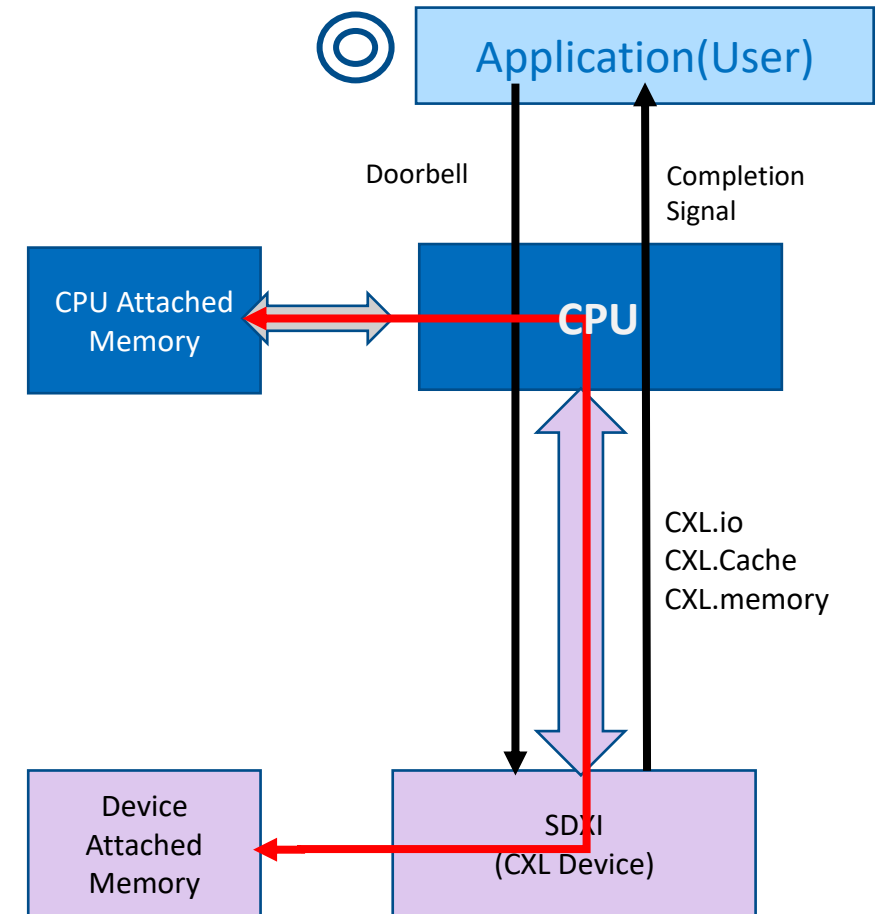 Application(User)
Doorbell
Completion
Signal
CPU Attached
Memory
CPU
CXL.io
CXL.Cache
CXL.memory
Device
Attached
Memory
SDXI
(CXL Device)